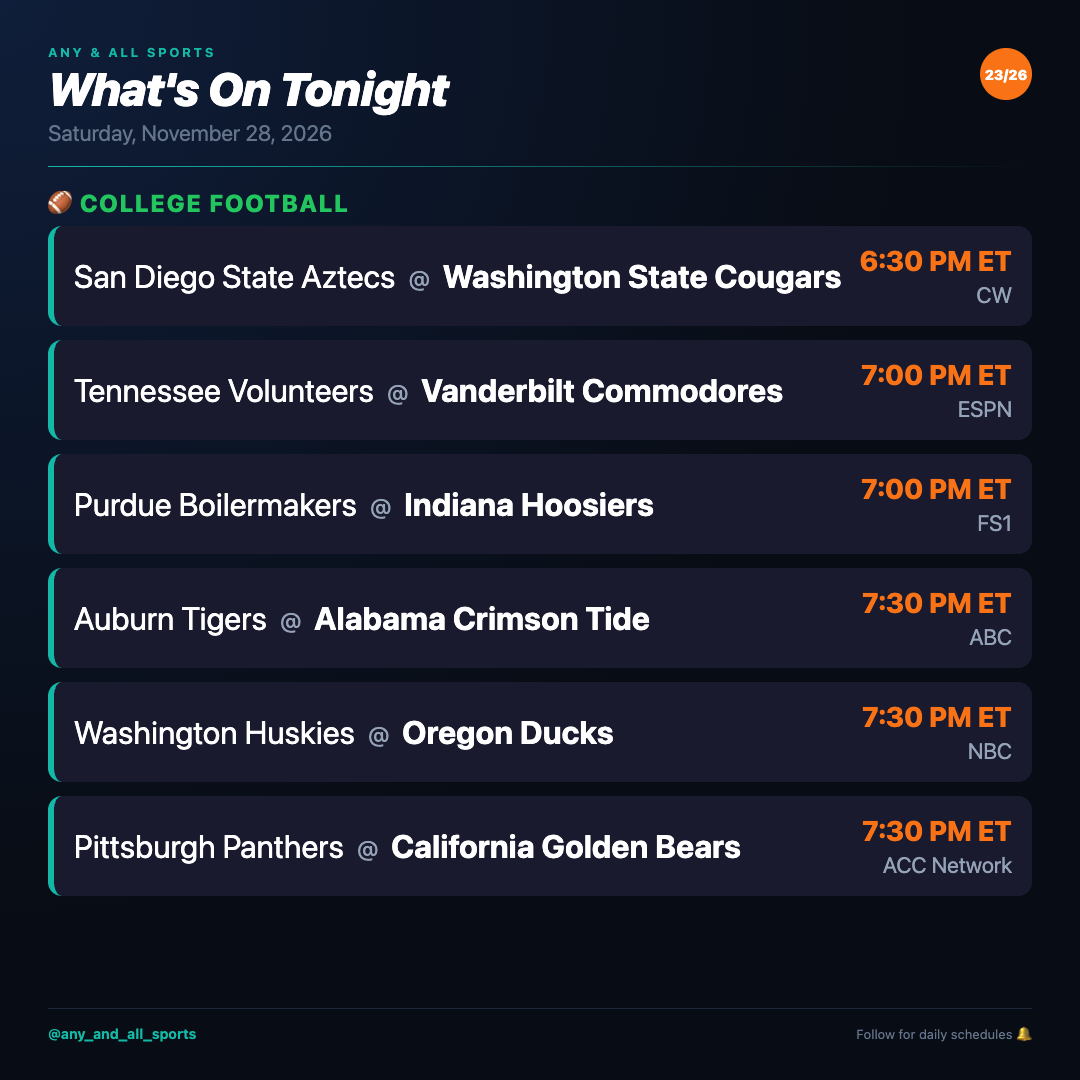 ANY & ALL SPORTS
What's On Tonight
23/26
Saturday, November 28, 2026
🏈 COLLEGE FOOTBALL
San Diego State Aztecs @ Washington State Cougars 6:30 PM ET
CW
Tennessee Volunteers @ Vanderbilt Commodores 7:00 PM ET
ESPN
Purdue Boilermakers @ Indiana Hoosiers 7:00 PM ET
FS1
Auburn Tigers @ Alabama Crimson Tide 7:30 PM ET
ABC
Washington Huskies @ Oregon Ducks 7:30 PM ET
NBC
Pittsburgh Panthers @ California Golden Bears 7:30 PM ET
ACC Network
@any_and_all_sports
Follow for daily schedules 🔔